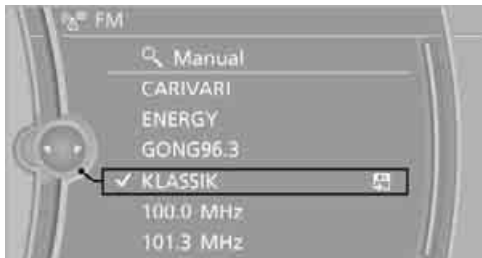 FM
Manual
CARIVARI
ENERGY
GONG96.3
KLASSIK
100.0 MHz
101.3 MHz